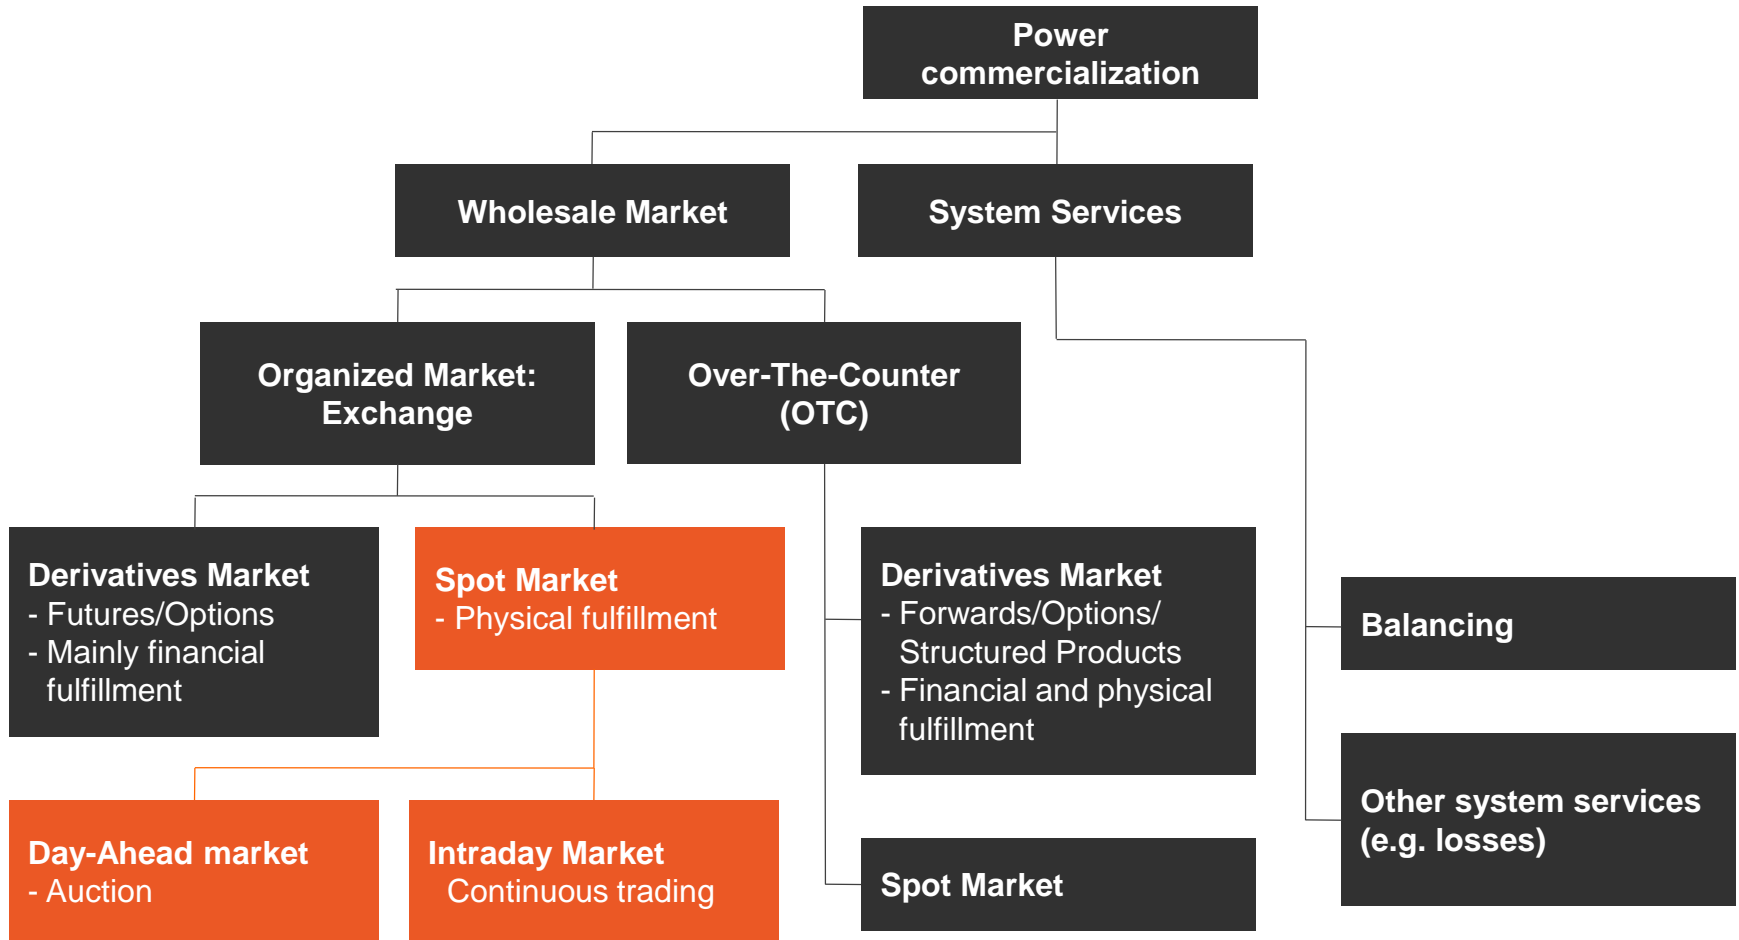 Power
commercialization
Wholesale Market
System Services
Organized Market:
Exchange
Over-The-Counter
(OTC)
Derivatives Market
- Futures/Options
- Mainly financial
fulfillment
Spot Market
- Physical fulfillment
Derivatives Market
- Forwards/Options/
Structured Products
- Financial and physical
fulfillment
Balancing
Other system services
(e.g. losses)
Day-Ahead market
- Auction
Intraday Market
Continuous trading
Spot Market